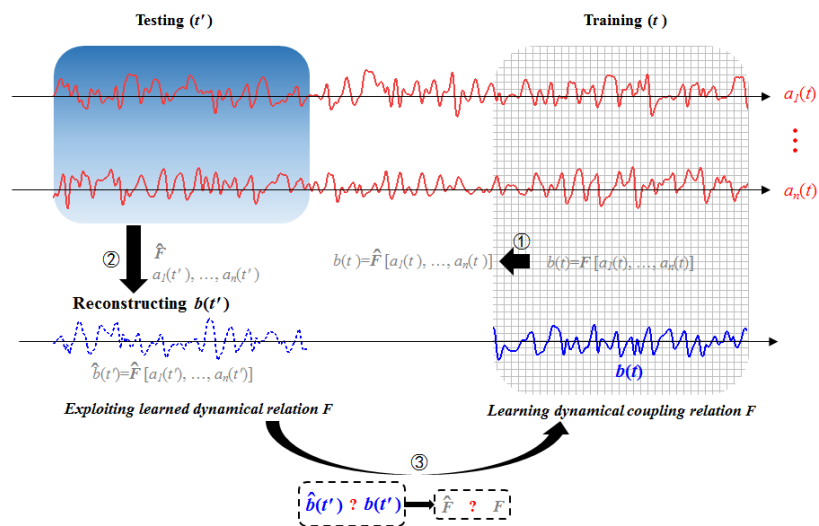 Testing (t′)
Training (t)
a₁(t)
⋮
aₙ(t)
②
F̂
a₁(t′), …, aₙ(t′)
①
b(t)=F̂ [a₁(t), …, aₙ(t)]
b(t)=F [a₁(t), …, aₙ(t)]
Reconstructing b(t′)
b̂(t′)=F̂ [a₁(t′), …, aₙ(t′)]
b(t)
Exploiting learned dynamical relation F
Learning dynamical coupling relation F
③
b̂(t′) ? b(t′)
F̂ ? F